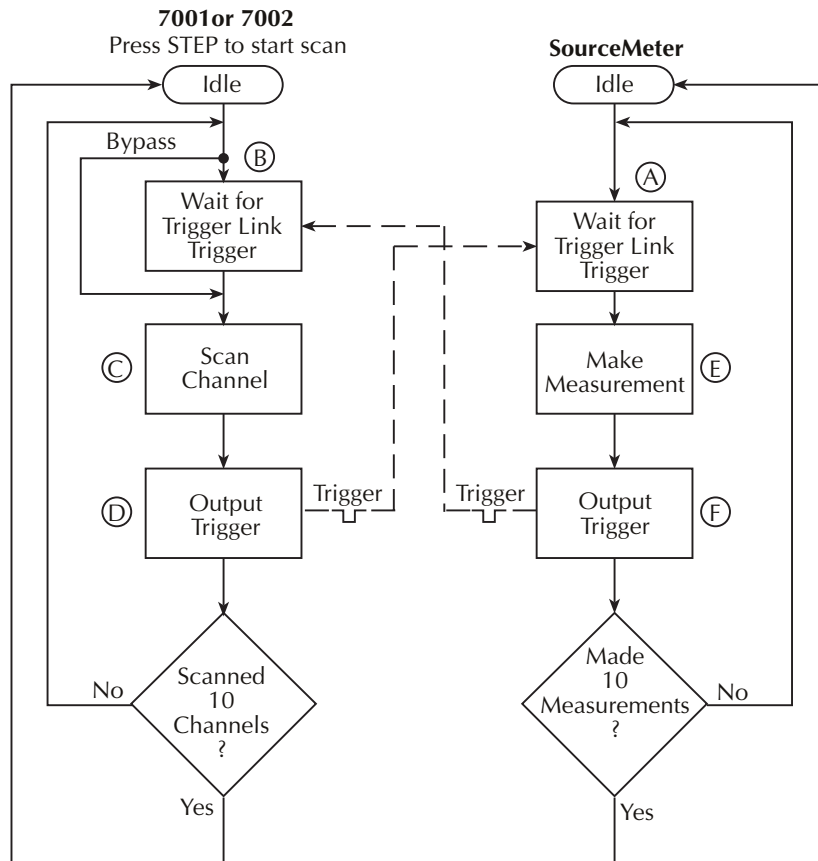 7001or 7002
Press STEP to start scan
Idle
Bypass
B
Wait for
Trigger Link
Trigger
C
Scan
Channel
D
Output
Trigger
Trigger
Scanned
10
Channels
?
No
Yes
SourceMeter
Idle
A
Wait for
Trigger Link
Trigger
Make
Measurement
E
Trigger
Output
Trigger
F
Made
10
Measurements
?
No
Yes